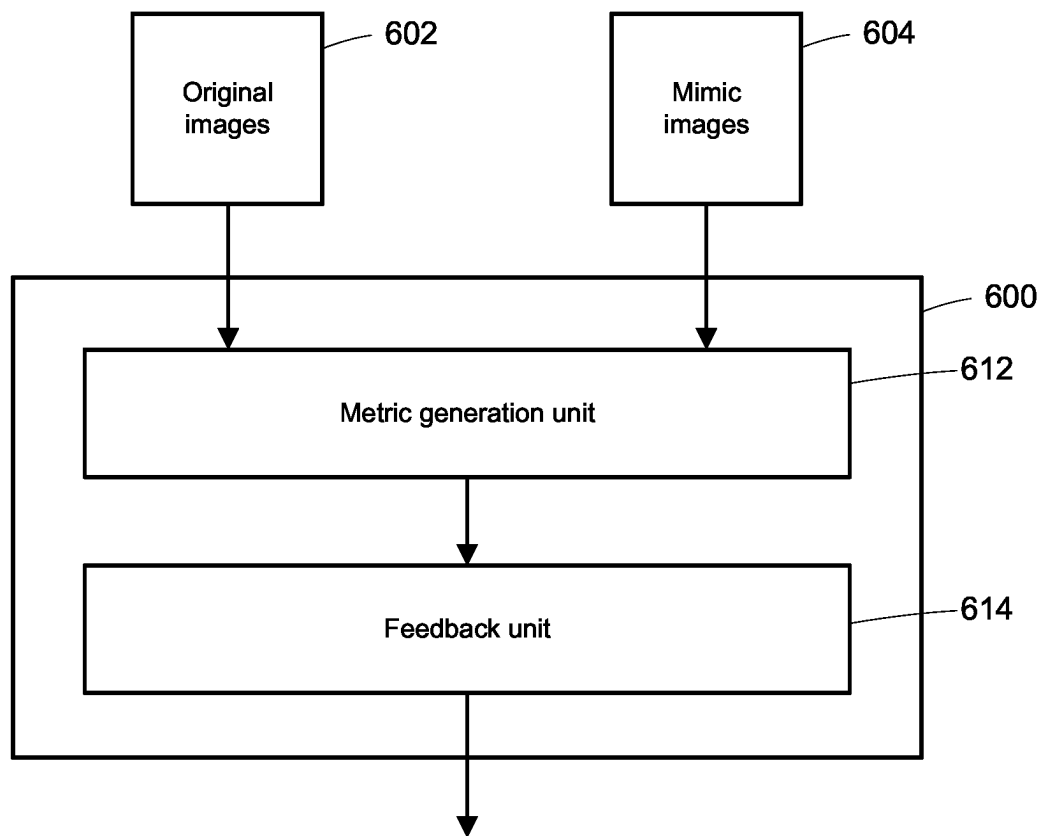 602
604
Original
images
Mimic
images
600
612
Metric generation unit
614
Feedback unit